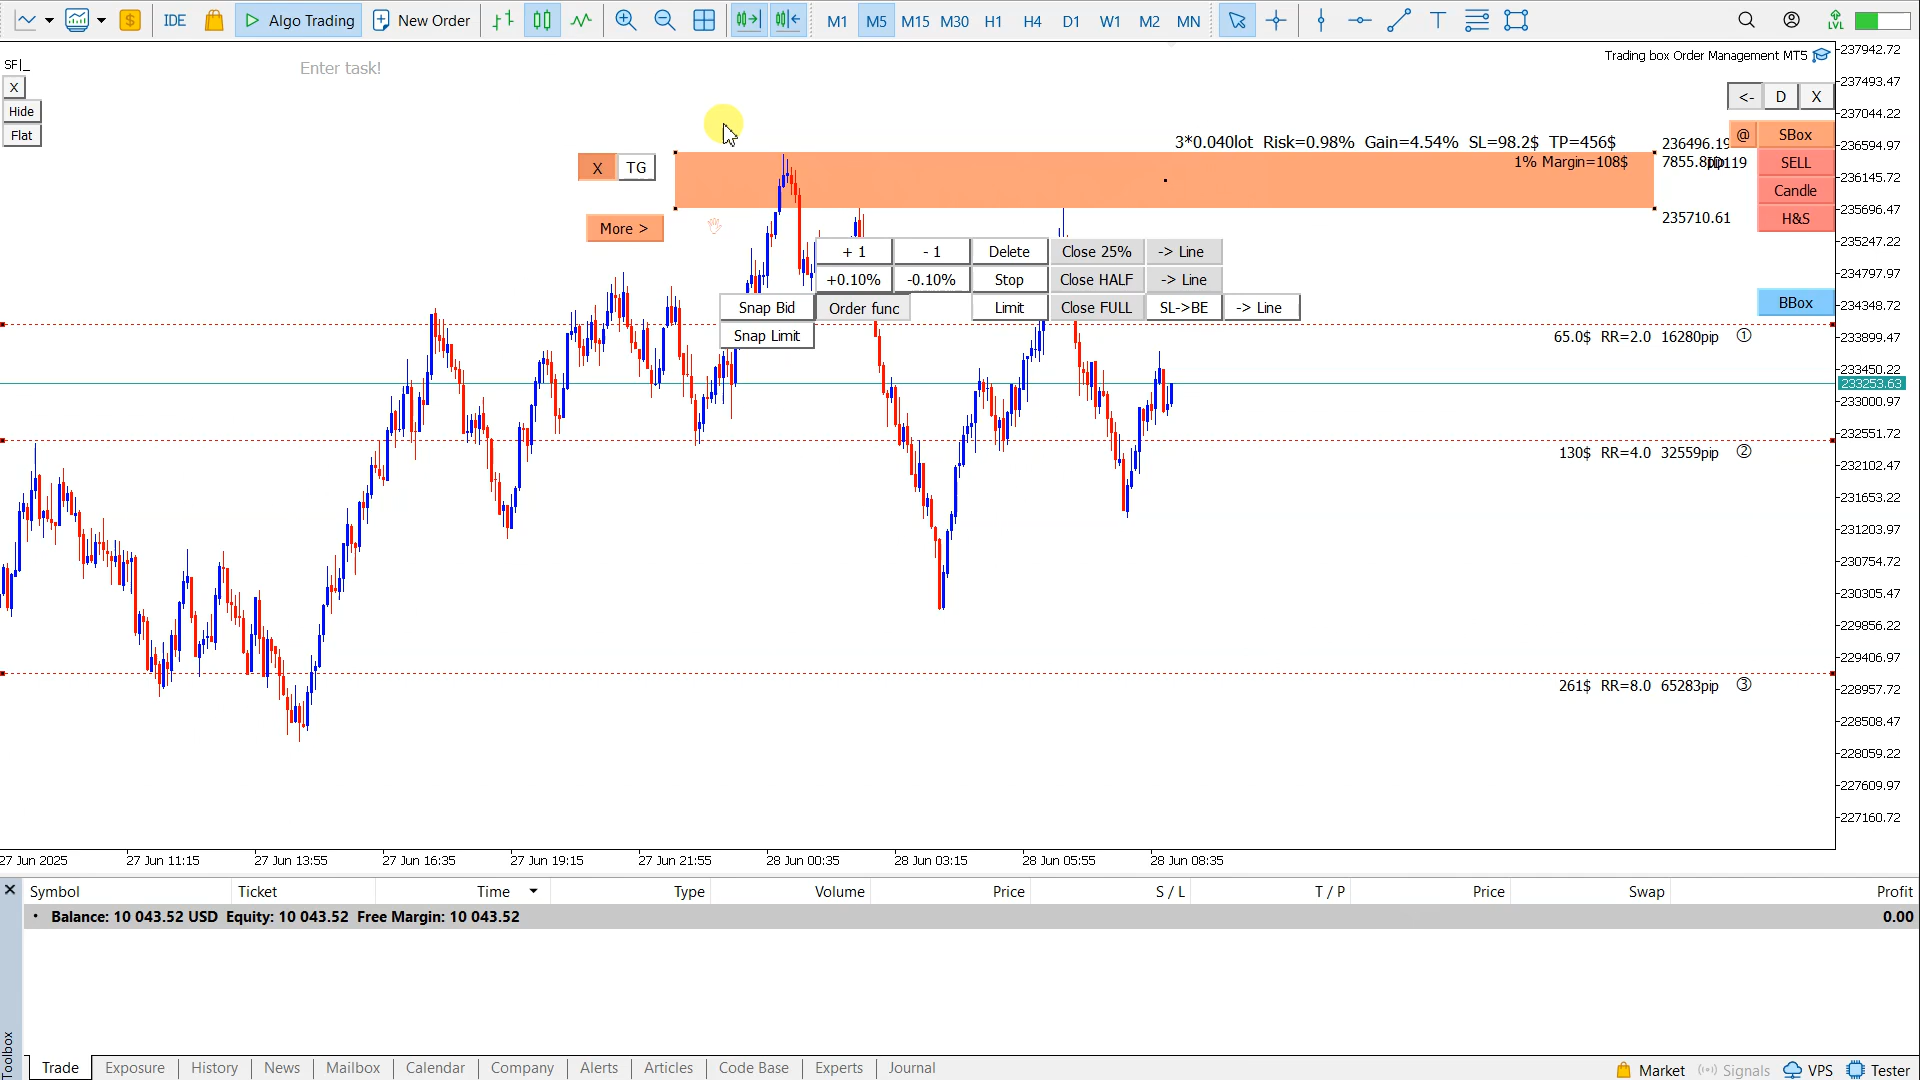 IDE Algo Trading New Order M1 M5 M15 M30 H1 H4 D1 W1 M2 MN LVL
Trading box Order Management MT5
SF|_
Enter task!
X
Hide
Flat
<- D X
3*0.040lot Risk=0.98% Gain=4.54% SL=98.2$ TP=456$ 236496.19
@ SBox
1% Margin=108$
SELL
Candle
H&S
BBox
X TG
More >
235710.61
+ 1 - 1 Delete Close 25% -> Line
+0.10% -0.10% Stop Close HALF -> Line
Snap Bid Order func Limit Close FULL SL->BE -> Line
Snap Limit
65.0$ RR=2.0 16280pip ①
130$ RR=4.0 32559pip ②
261$ RR=8.0 65283pip ③
237942.72
237493.47
237044.22
236594.97
236145.72
235696.47
235247.22
234797.97
234348.72
233899.47
233450.22
233253.63
233000.97
232551.72
232102.47
231653.22
231203.97
230754.72
230305.47
229856.22
229406.97
228957.72
228508.47
228059.22
227609.97
227160.72
27 Jun 2025 27 Jun 11:15 27 Jun 13:55 27 Jun 16:35 27 Jun 19:15 27 Jun 21:55 28 Jun 00:35 28 Jun 03:15 28 Jun 05:55 28 Jun 08:35
Symbol Ticket Time Type Volume Price S / L T / P Price Swap Profit
Balance: 10 043.52 USD Equity: 10 043.52 Free Margin: 10 043.52 0.00
Toolbox
Trade Exposure History News Mailbox Calendar Company Alerts Articles Code Base Experts Journal
Market Signals VPS Tester